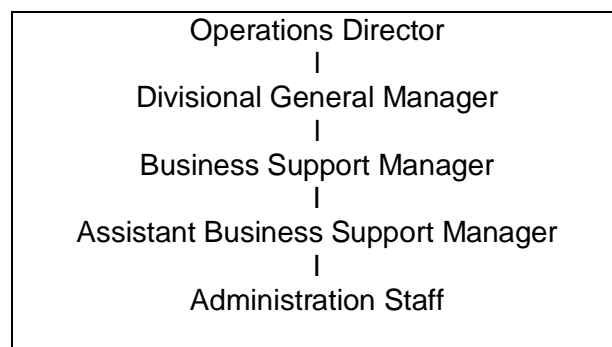 Operations Director
Divisional General Manager
Business Support Manager
Assistant Business Support Manager
Administration Staff